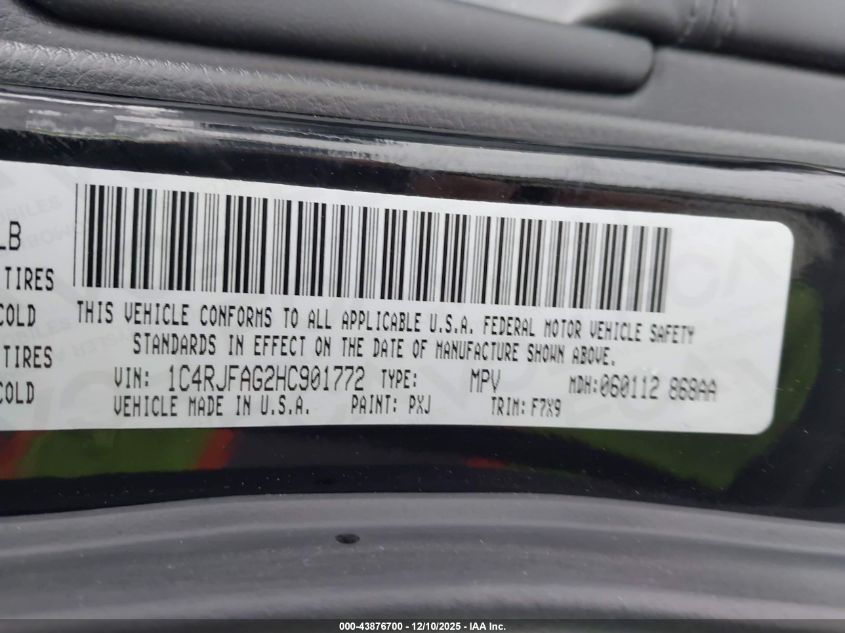 LB
TIRES
COLD
TIRES
COLD
THIS VEHICLE CONFORMS TO ALL APPLICABLE U.S.A. FEDERAL MOTOR VEHICLE SAFETY
STANDARDS IN EFFECT ON THE DATE OF MANUFACTURE SHOWN ABOVE.
VIN: 1C4RJFAG2HC901772 TYPE: MPV MDH:060112 868AA
VEHICLE MADE IN U.S.A. PAINT: PXJ TRIM: F7X9
000-43876700 - 12/10/2025 - IAA Inc.